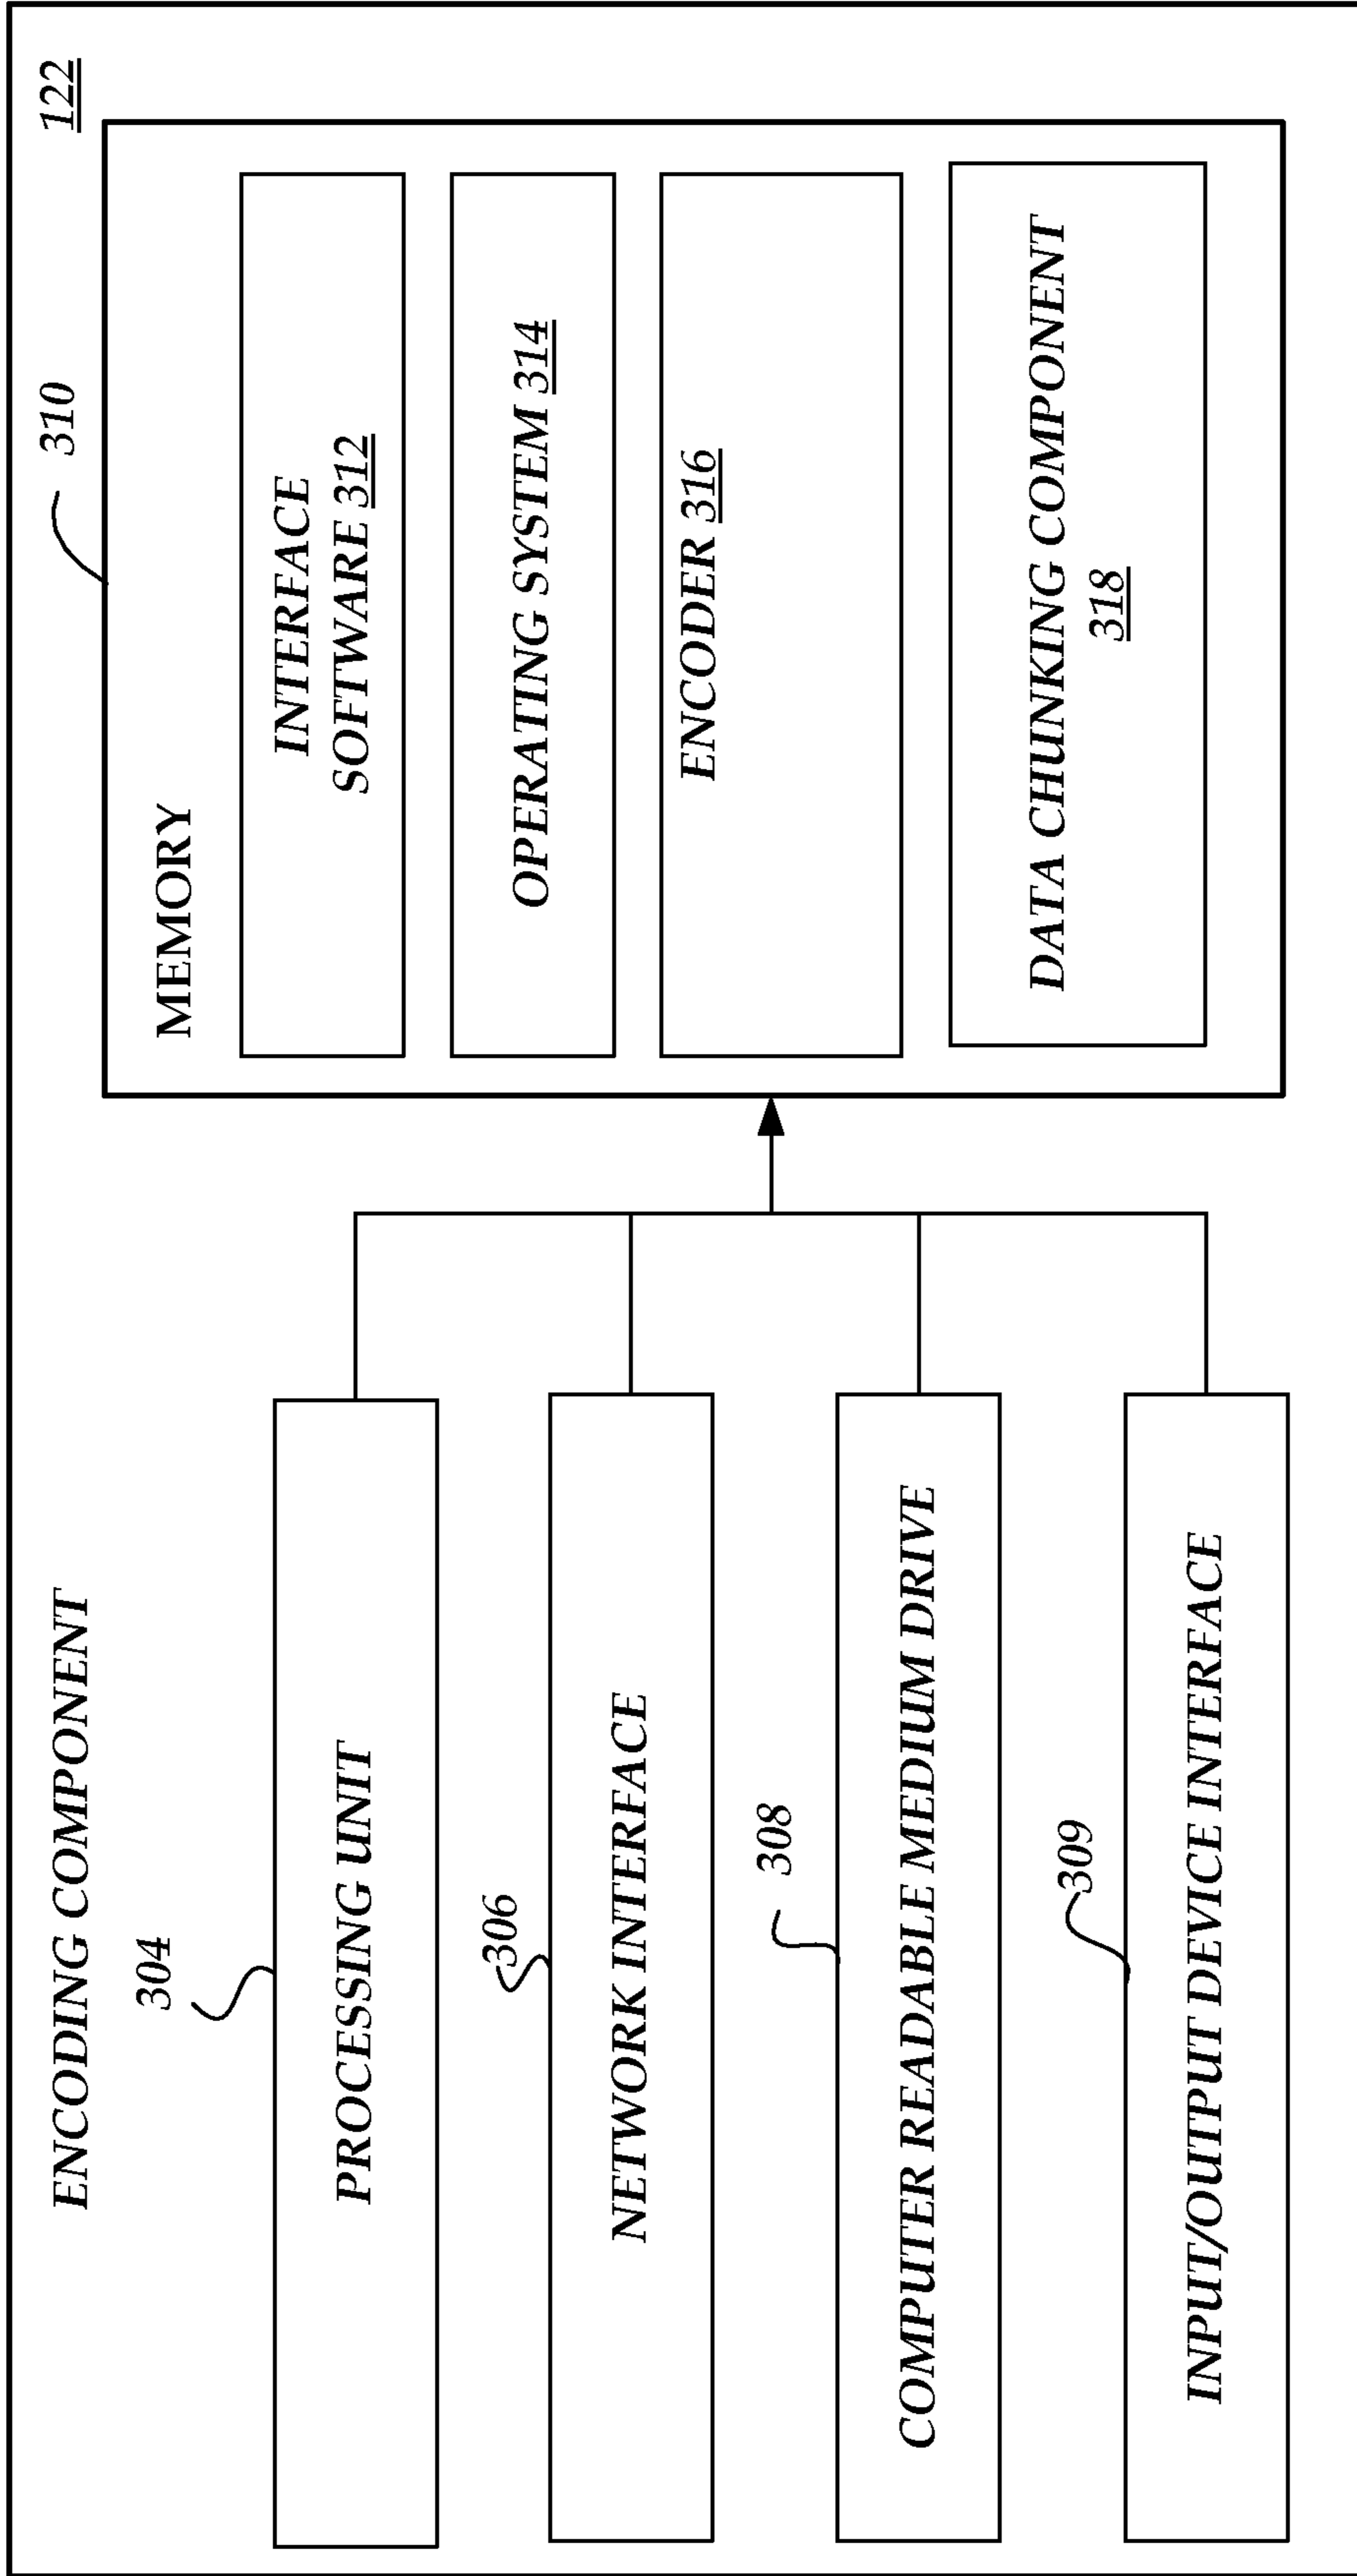 ENCODING COMPONENT
122
304
PROCESSING UNIT
306
NETWORK INTERFACE
308
COMPUTER READABLE MEDIUM DRIVE
309
INPUT/OUTPUT DEVICE INTERFACE
310
MEMORY
INTERFACE
SOFTWARE 312
OPERATING SYSTEM 314
ENCODER 316
DATA CHUNKING COMPONENT
318